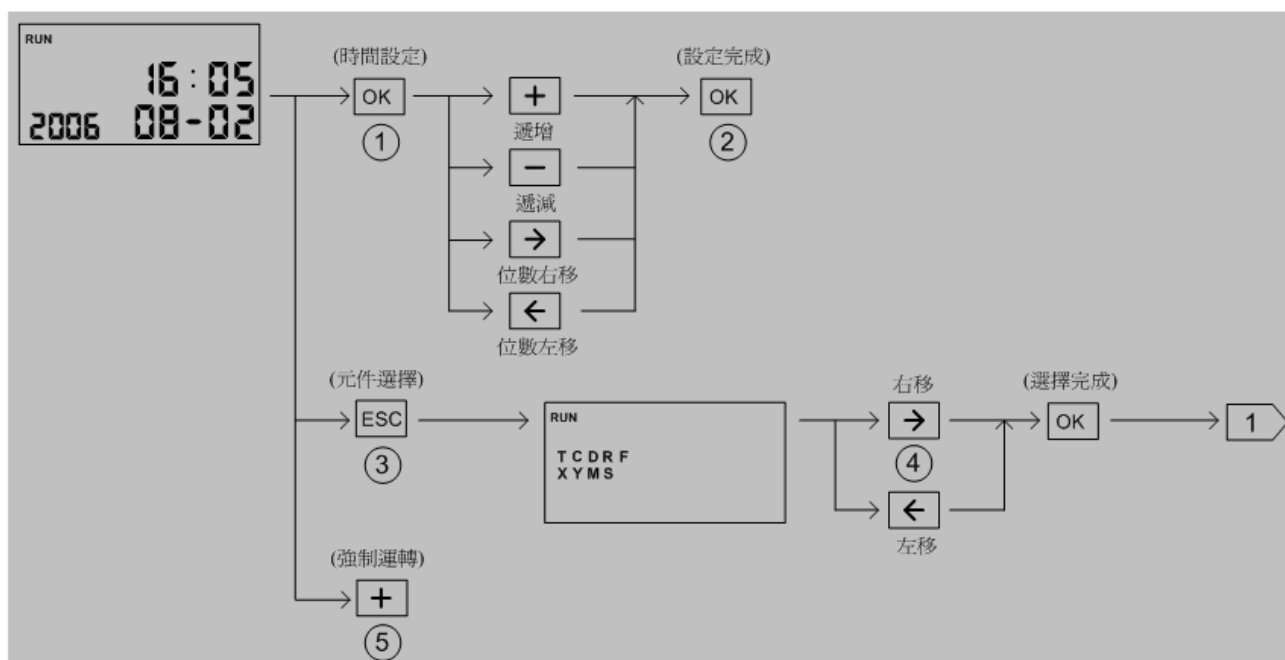 RUN
16:05
2006 08-02
(時間設定)
OK
①
+
遞增
−
遞減
→
位數右移
←
位數左移
(設定完成)
OK
②
(元件選擇)
ESC
③
RUN
TCDRF
XYMS
右移
→
④
←
左移
(選擇完成)
OK
1
(強制運轉)
+
⑤